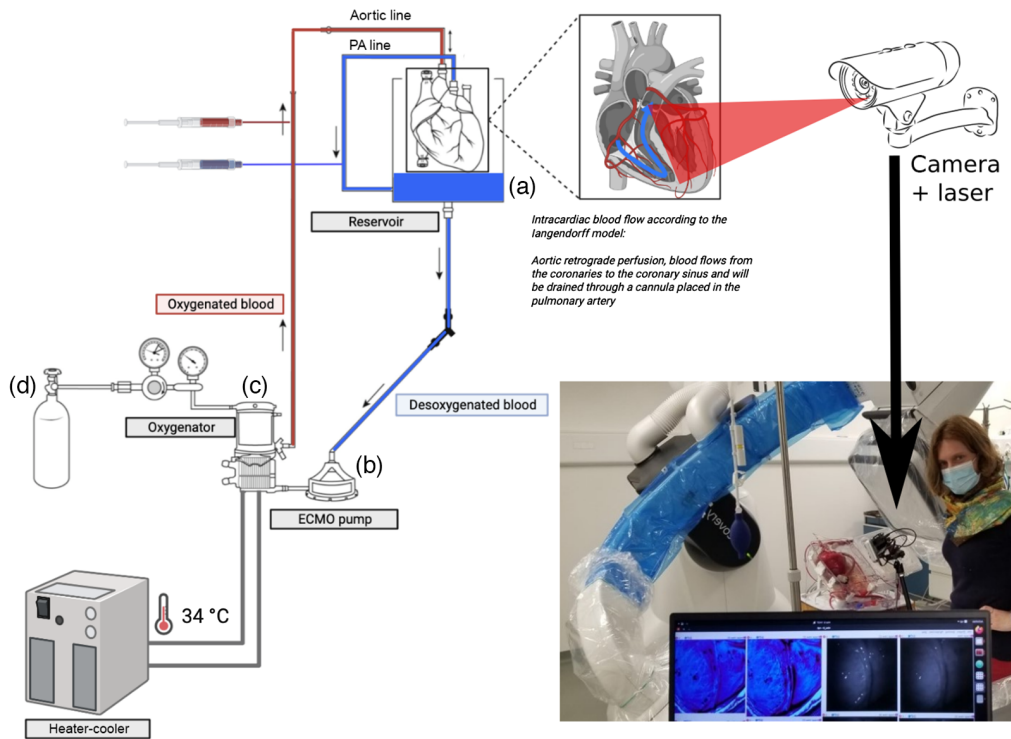 Aortic line
PA line
(a)
Camera
+ laser
Reservoir
Intracardiac blood flow according to the
langendorff model:
Aortic retrograde perfusion, blood flows from
the coronaries to the coronary sinus and will
be drained through a cannula placed in the
pulmonary artery
Oxygenated blood
(d)
(c)
Oxygenator
Desoxygenated blood
(b)
ECMO pump
34 °C
Heater-cooler
overy